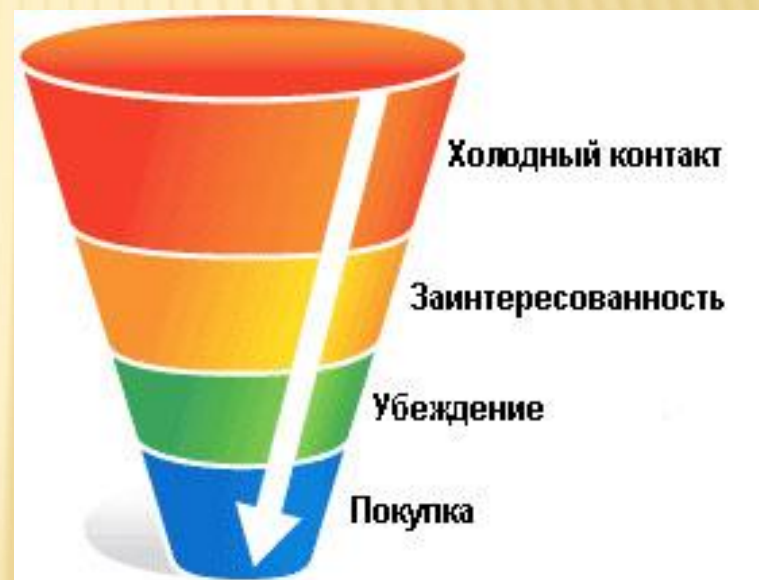 Холодный контакт
Заинтересованность
Убеждение
Покупка